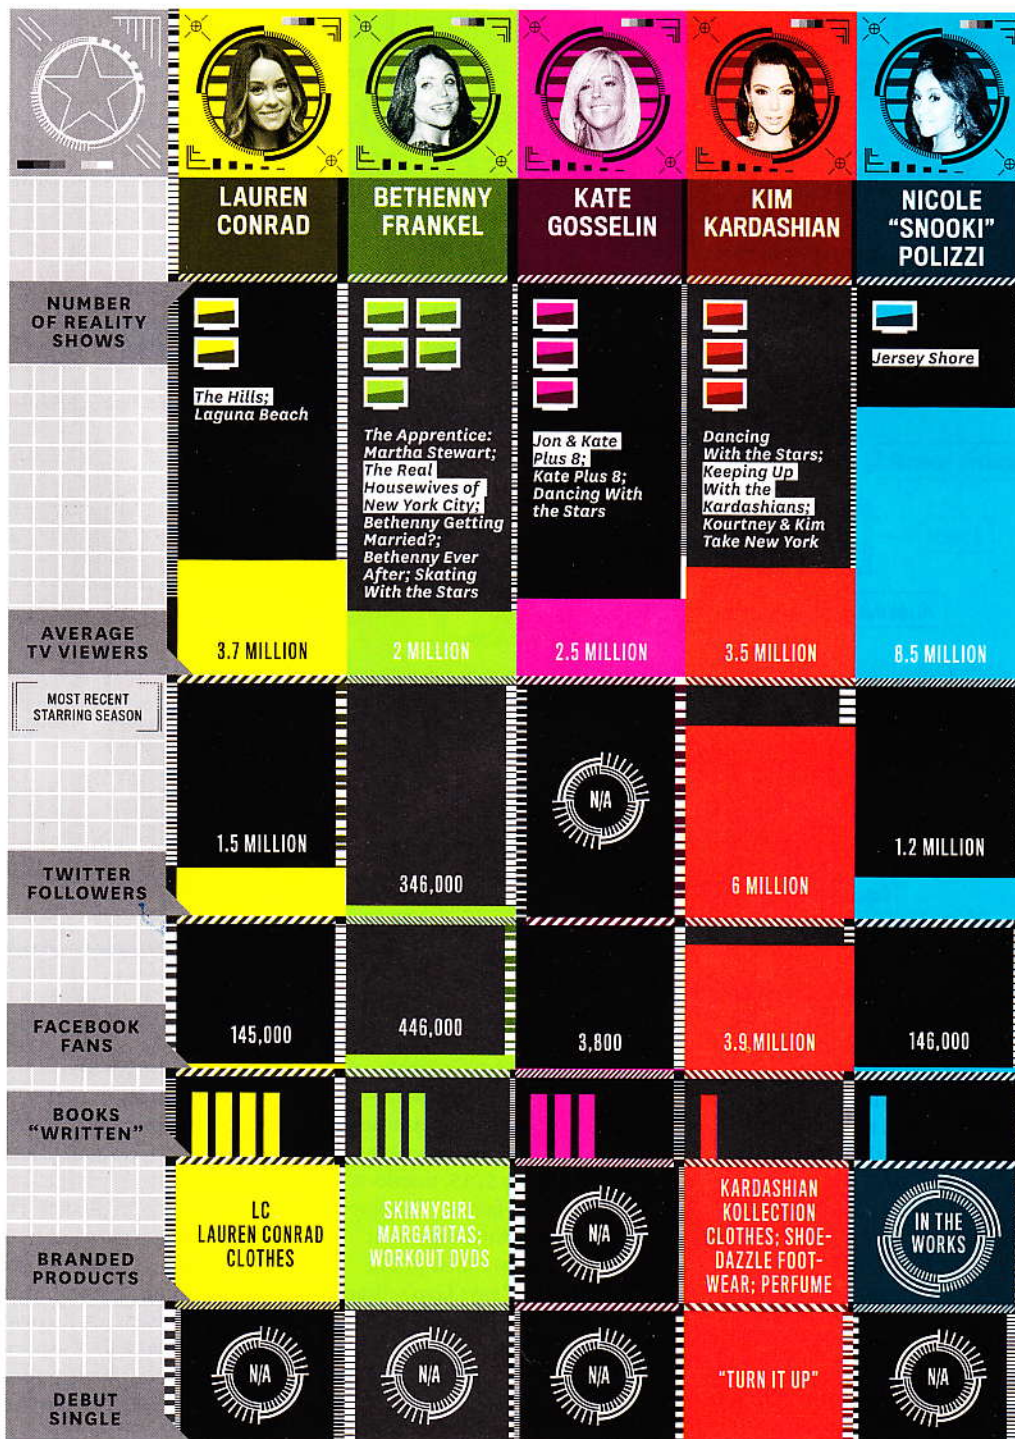 LAUREN
CONRAD
BETHENNY
FRANKEL
KATE
GOSSELIN
KIM
KARDASHIAN
NICOLE
“SNOOKI”
POLIZZI
NUMBER
OF REALITY
SHOWS
The Hills;
Laguna Beach
The Apprentice:
Martha Stewart;
The Real
Housewives of
New York City;
Bethenny Getting
Married?;
Bethenny Ever
After; Skating
With the Stars
Jon & Kate
Plus 8;
Kate Plus 8;
Dancing With
the Stars
Dancing
With the Stars;
Keeping Up
With the
Kardashians;
Kourtney & Kim
Take New York
Jersey Shore
AVERAGE
TV VIEWERS
3.7 MILLION
2 MILLION
2.5 MILLION
3.5 MILLION
8.5 MILLION
MOST RECENT
STARRING SEASON
TWITTER
FOLLOWERS
1.5 MILLION
346,000
N/A
6 MILLION
1.2 MILLION
FACEBOOK
FANS
145,000
446,000
3,800
3.9 MILLION
146,000
BOOKS
“WRITTEN”
BRANDED
PRODUCTS
LC
LAUREN CONRAD
CLOTHES
SKINNYGIRL
MARGARITAS;
WORKOUT DVDS
N/A
KARDASHIAN
KOLLECTION
CLOTHES; SHOE-
DAZZLE FOOT-
WEAR; PERFUME
IN THE
WORKS
DEBUT
SINGLE
N/A
N/A
N/A
"TURN IT UP"
N/A